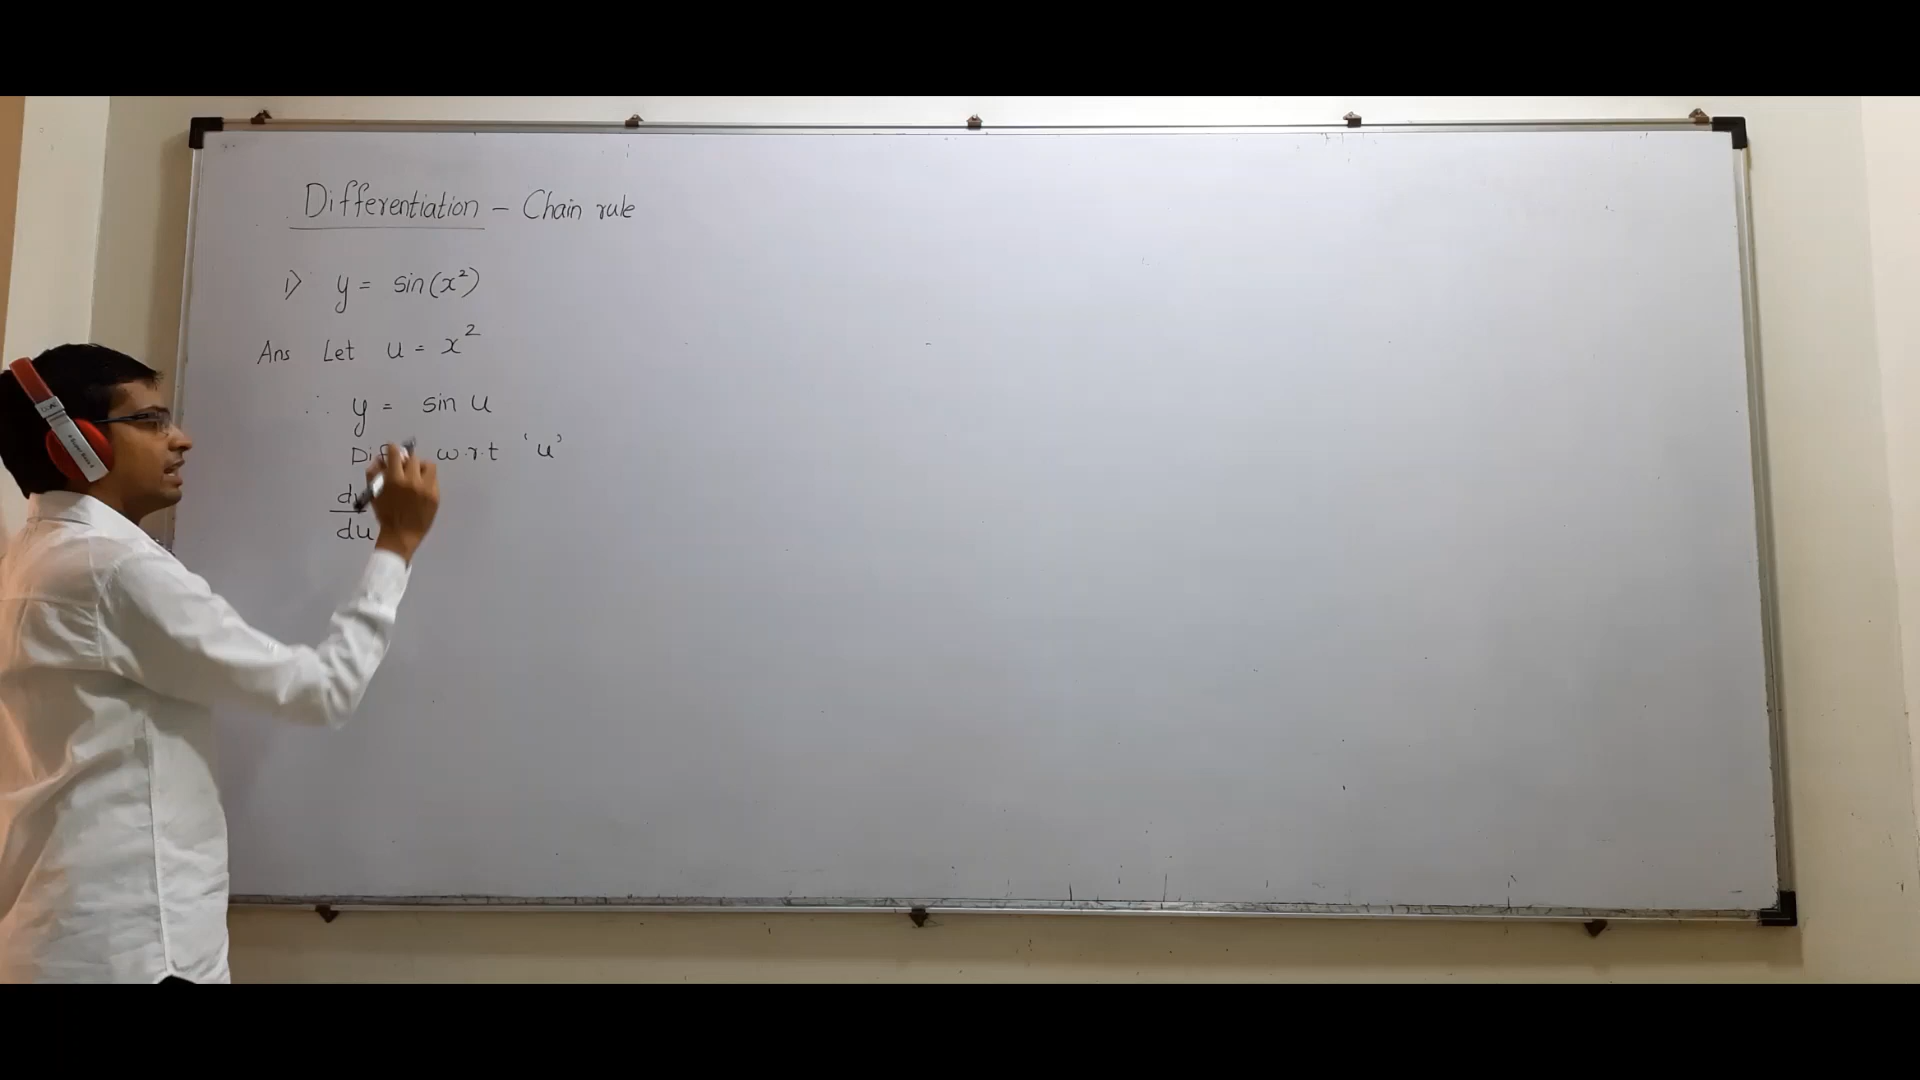 Differentiation - Chain rule
1) y = sin(x²)
Ans Let u = x²
∴ y = sin u
w.r.t 'u'
du